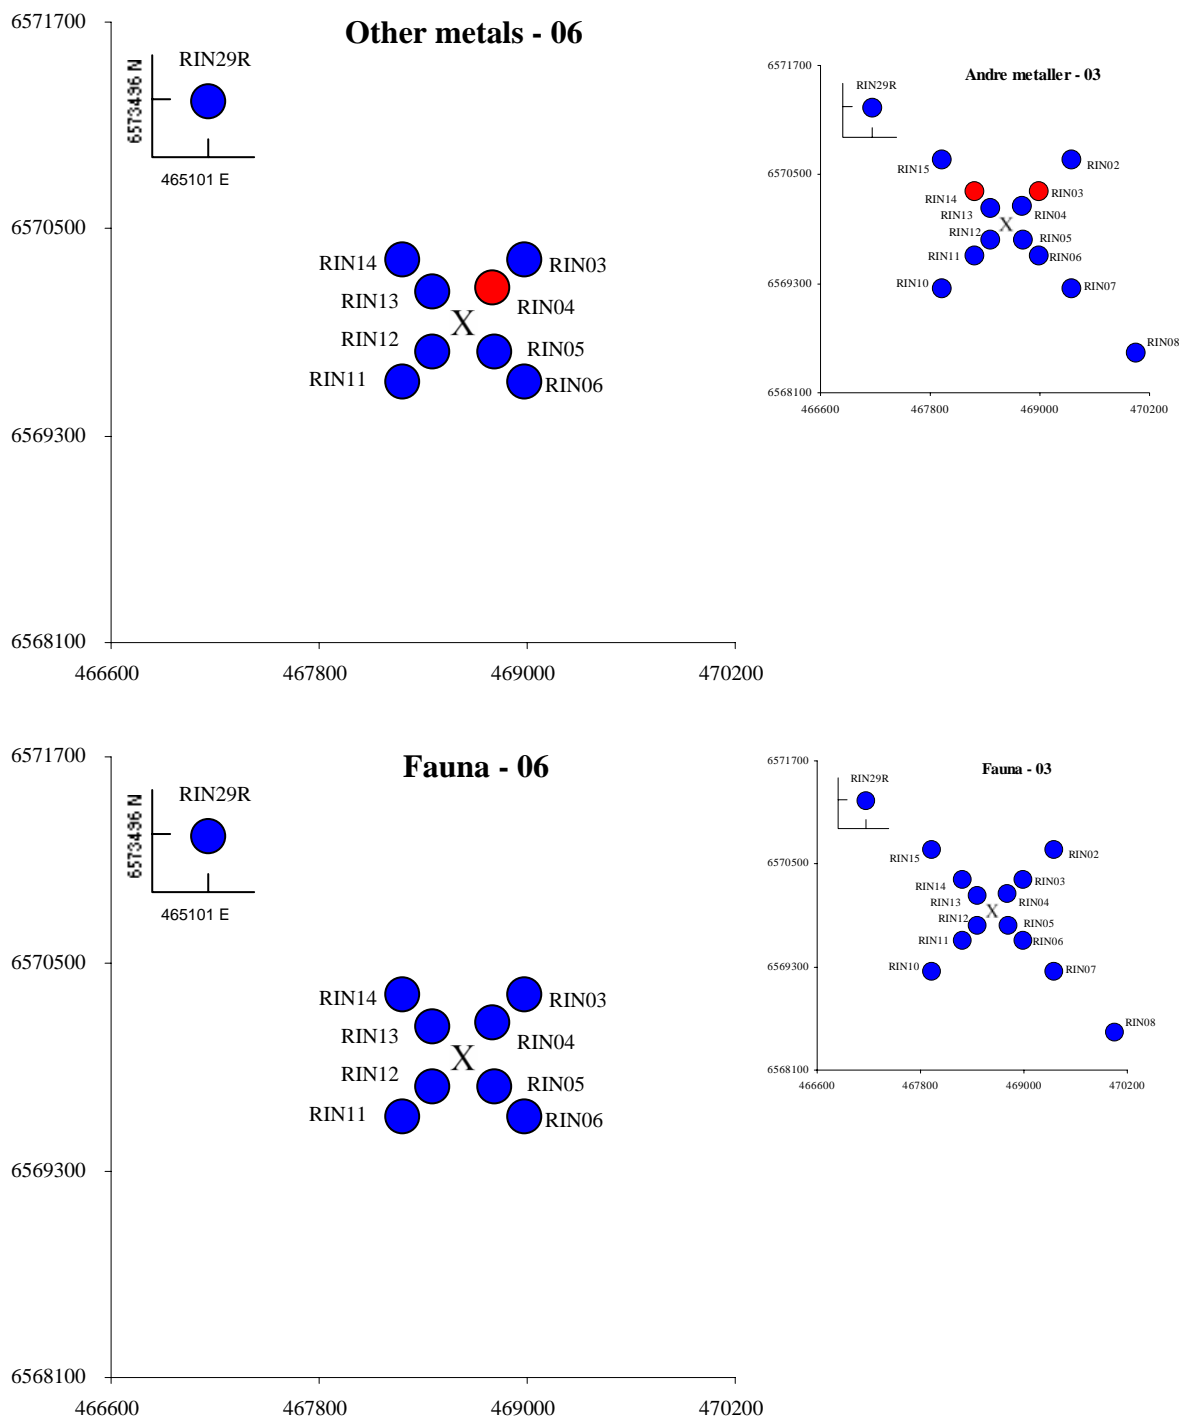 Other metals - 06
6571700
RIN29R
6573496 N
465101 E
6570500
RIN14
RIN03
RIN13
RIN04
X
RIN12
RIN05
RIN11
RIN06
6569300
6568100
466600 467800 469000 470200
Andre metaller - 03
6571700
RIN29R
RIN15
RIN02
6570500
RIN14
RIN03
RIN13
RIN04
X
RIN12
RIN05
RIN11
RIN06
6569300
RIN10
RIN07
RIN08
6568100
466600 467800 469000 470200
Fauna - 06
6571700
RIN29R
6573496 N
465101 E
6570500
RIN14
RIN03
RIN13
RIN04
X
RIN12
RIN05
RIN11
RIN06
6569300
6568100
466600 467800 469000 470200
Fauna - 03
6571700
RIN29R
RIN15
RIN02
6570500
RIN14
RIN03
RIN13
RIN04
X
RIN12
RIN05
RIN11
RIN06
6569300
RIN10
RIN07
RIN08
6568100
466600 467800 469000 470200